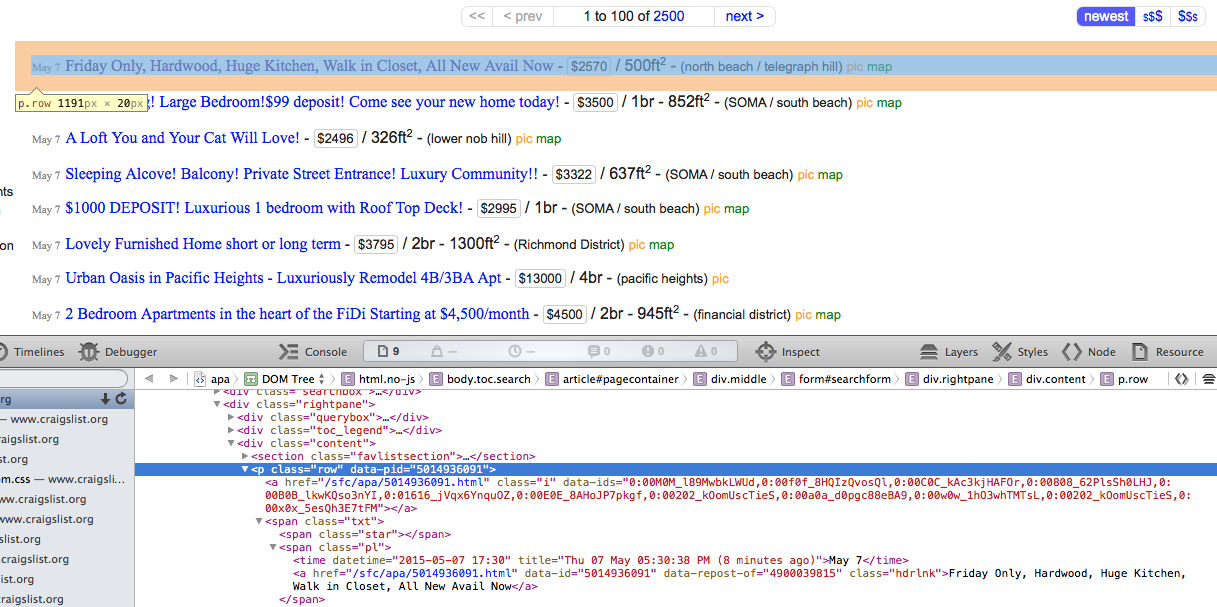 << < prev 1 to 100 of 2500 next > newest s$$ $$s
May 7 Friday Only, Hardwood, Huge Kitchen, Walk in Closet, All New Avail Now - $2570 / 500ft2 - (north beach / telegraph hill) pic map
p.row 1191px × 20px g! Large Bedroom!$99 deposit! Come see your new home today! - $3500 / 1br - 852ft2 - (SOMA / south beach) pic map
May 7 A Loft You and Your Cat Will Love! - $2496 / 326ft2 - (lower nob hill) pic map
May 7 Sleeping Alcove! Balcony! Private Street Entrance! Luxury Community!! - $3322 / 637ft2 - (SOMA / south beach) pic map
nts
May 7 $1000 DEPOSIT! Luxurious 1 bedroom with Roof Top Deck! - $2995 / 1br - (SOMA / south beach) pic map
on May 7 Lovely Furnished Home short or long term - $3795 / 2br - 1300ft2 - (Richmond District) pic map
May 7 Urban Oasis in Pacific Heights - Luxuriously Remodel 4B/3BA Apt - $13000 / 4br - (pacific heights) pic
May 7 2 Bedroom Apartments in the heart of the FiDi Starting at $4,500/month - $4500 / 2br - 945ft2 - (financial district) pic map
Timelines Debugger Console 9 — — 0 0 0 Inspect Layers Styles Node Resource
apa DOM Tree E html.no-js E body.toc.search E article#pagecontainer E div.middle E form#searchform E div.rightpane E div.content E p.row
<div class="searchbox">…</div>
rg <div class="rightpane">
— www.craigslist.org <div class="querybox">…</div>
<div class="toc_legend">…</div>
raigslist.org <div class="content">
st.org <section class="favlistsection">…</section>
<p class="row" data-pid="5014936091">
om.css — www.craigsli... <a href="/sfc/apa/5014936091.html" class="i" data-ids="0:00M0M_l89MwbkLWUd,0:00f0f_8HQIzQvosQl,0:00C0C_kAc3kjHAFOr,0:00808_62PlsSh0LHJ,0:
ww.craigslist.org 00B0B_lkwKQso3nYI,0:01616_jVqx6YnquOZ,0:00E0E_8AHoJP7pkgf,0:00202_kOomUscTieS,0:00a0a_d0pgc88eBA9,0:00w0w_1hO3whTMTsL,0:00202_kOomUscTieS,0:
00x0x_5esQh3E7tFM"></a>
www.craigslist.org <span class="txt">
slist.org <span class="star"></span>
<span class="pl">
craigslist.org <time datetime="2015-05-07 17:30" title="Thu 07 May 05:30:38 PM (8 minutes ago)">May 7</time>
ist.org <a href="/sfc/apa/5014936091.html" data-id="5014936091" data-repost-of="4900039815" class="hdrlnk">Friday Only, Hardwood, Huge Kitchen,
Walk in Closet, All New Avail Now</a>
craigslist.org </span>